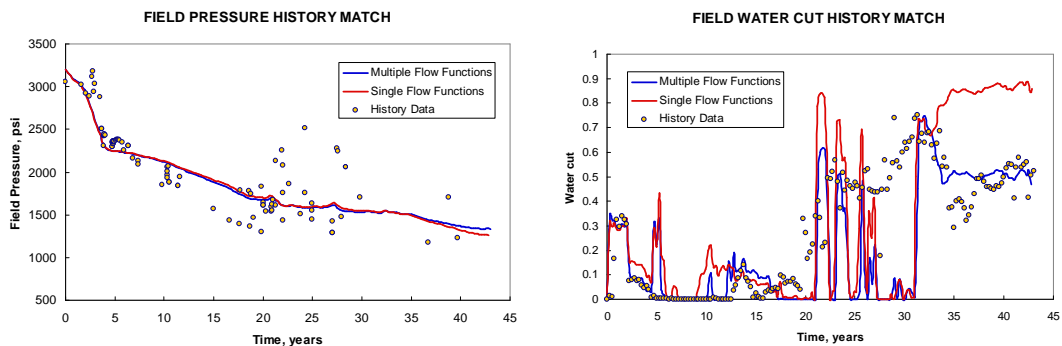 FIELD PRESSURE HISTORY MATCH
3500
3000
2500
2000
1500
1000
500
Field Pressure, psi
Multiple Flow Functions
Single Flow Functions
History Data
0 5 10 15 20 25 30 35 40 45
Time, years
FIELD WATER CUT HISTORY MATCH
1
0.9
0.8
0.7
0.6
0.5
0.4
0.3
0.2
0.1
0
Water cut
Multiple Flow Functions
Single Flow Functions
History Data
0 5 10 15 20 25 30 35 40 45
Time, years